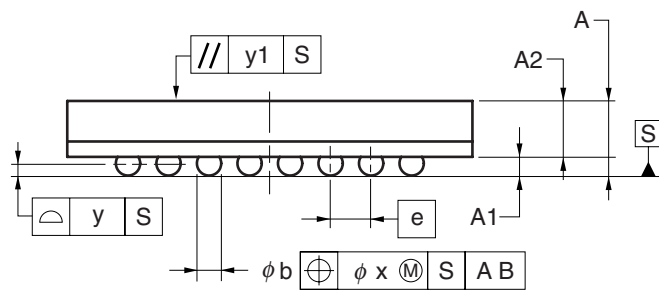 A
A2
// y1 S
S
⌓ y S
e
A1
φb ⌖ φ x Ⓜ S A B